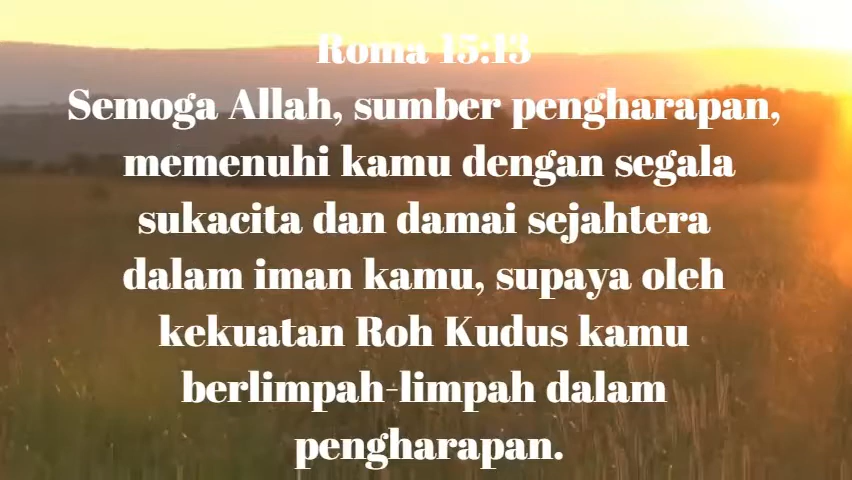 Roma 15:13
Semoga Allah, sumber pengharapan,
memenuhi kamu dengan segala
sukacita dan damai sejahtera
dalam iman kamu, supaya oleh
kekuatan Roh Kudus kamu
berlimpah-limpah dalam
pengharapan.